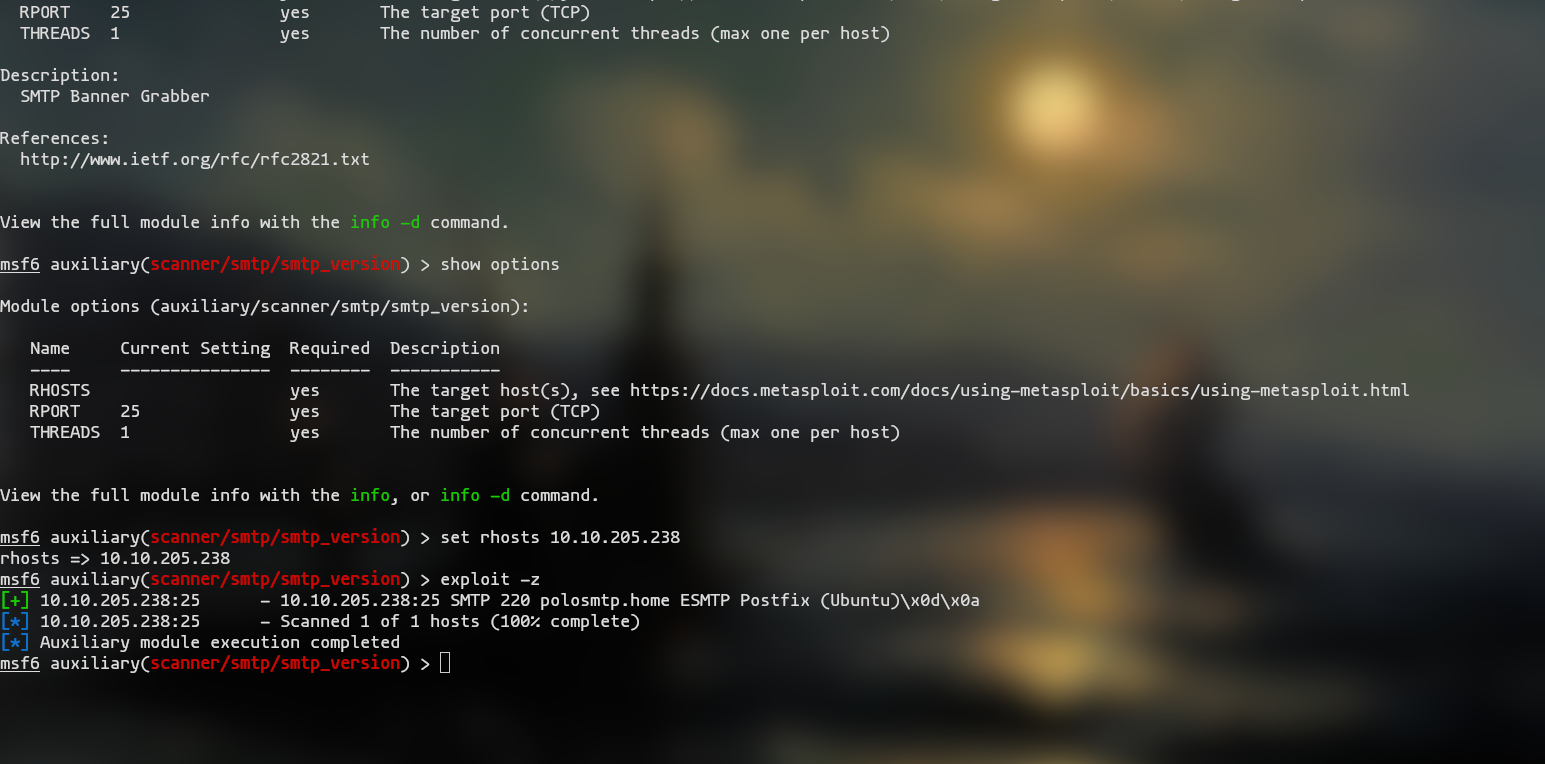 RPORT 25 yes The target port (TCP)
THREADS 1 yes The number of concurrent threads (max one per host)
Description:
SMTP Banner Grabber
References:
http://www.ietf.org/rfc/rfc2821.txt
View the full module info with the info -d command.
msf6 auxiliary(scanner/smtp/smtp_version) > show options
Module options (auxiliary/scanner/smtp/smtp_version):
Name Current Setting Required Description
---- --------------- -------- -----------
RHOSTS yes The target host(s), see https://docs.metasploit.com/docs/using-metasploit/basics/using-metasploit.html
RPORT 25 yes The target port (TCP)
THREADS 1 yes The number of concurrent threads (max one per host)
View the full module info with the info, or info -d command.
msf6 auxiliary(scanner/smtp/smtp_version) > set rhosts 10.10.205.238
rhosts => 10.10.205.238
msf6 auxiliary(scanner/smtp/smtp_version) > exploit -z
[+] 10.10.205.238:25 - 10.10.205.238:25 SMTP 220 polosmtp.home ESMTP Postfix (Ubuntu)\x0d\x0a
[*] 10.10.205.238:25 - Scanned 1 of 1 hosts (100% complete)
[*] Auxiliary module execution completed
msf6 auxiliary(scanner/smtp/smtp_version) >